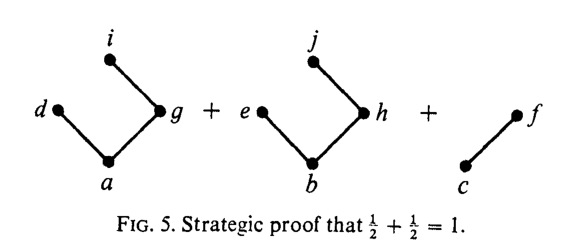 i j
d g + e h + f
a b c
FIG. 5. Strategic proof that ½ + ½ = 1.